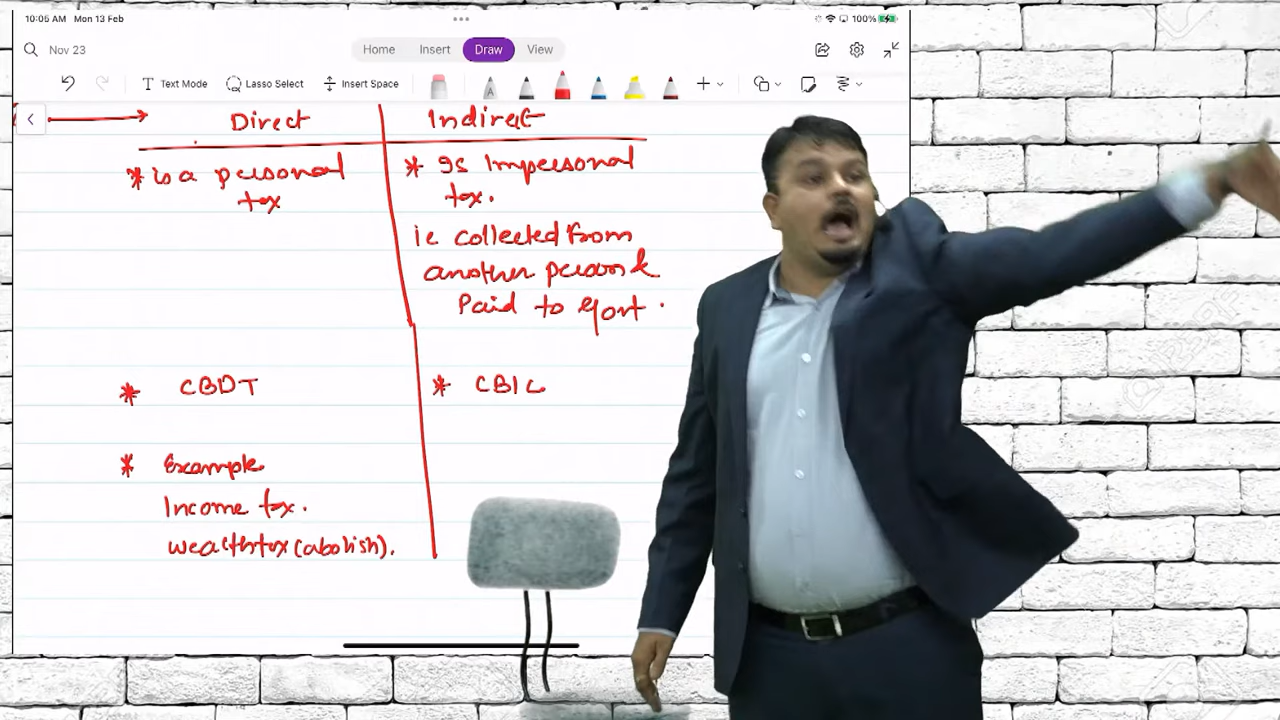 10:05 AM Mon 13 Feb
100%
Nov 23
Home Insert Draw View
Text Mode Lasso Select Insert Space
Direct
Indirect
* is a personal
tax
* Is Impersonal
tax.
ie collected from
another person &
Paid to govt.
* CBDT
* CBIC
* Example
Income tax.
wealth tax (abolish).